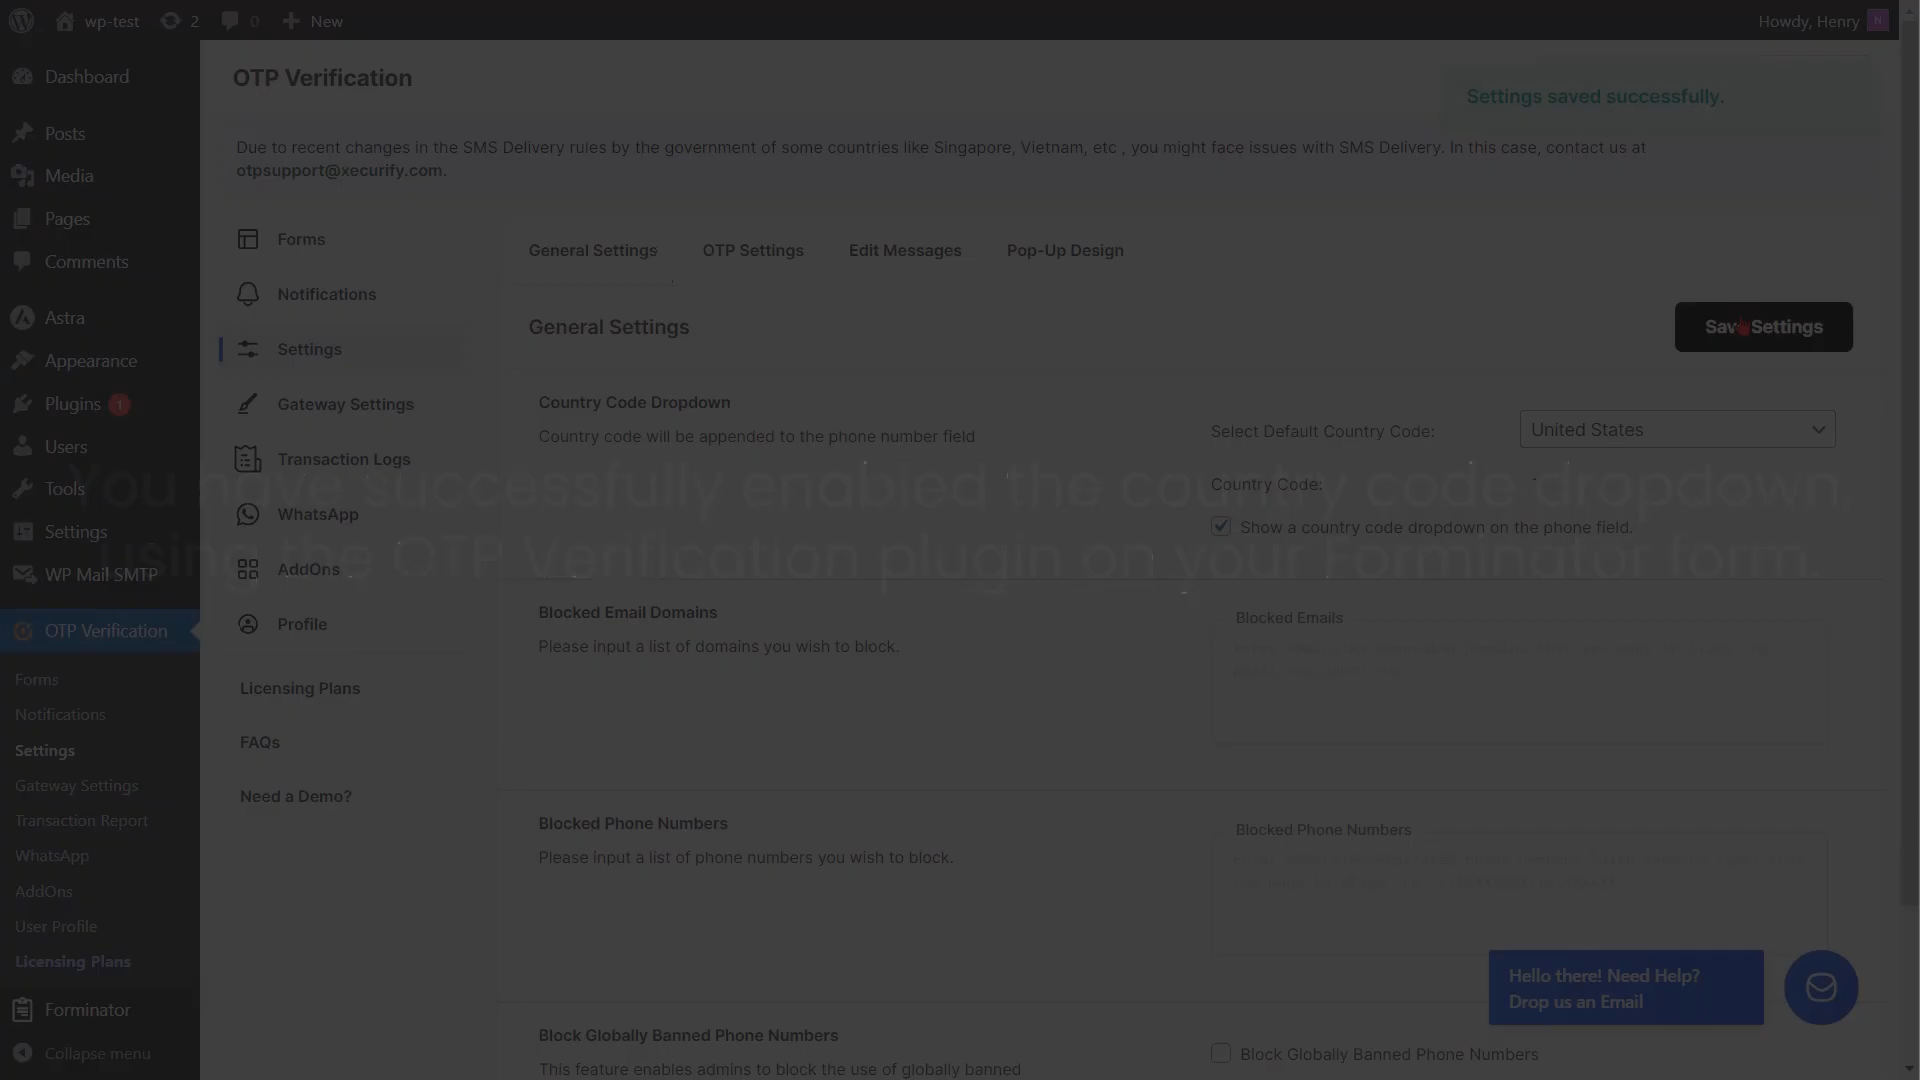 wp-test
2
0
New
Howdy, Henry
N
Dashboard
Posts
Media
Pages
Comments
Astra
Appearance
Plugins 1
Users
Tools
Settings
WP Mail SMTP
OTP Verification
Forms
Notifications
Settings
Gateway Settings
Transaction Report
WhatsApp
AddOns
User Profile
Licensing Plans
Forminator
Collapse menu
OTP Verification
Settings saved successfully.
Due to recent changes in the SMS Delivery rules by the government of some countries like Singapore, Vietnam, etc , you might face issues with SMS Delivery. In this case, contact us at
otpsupport@xecurify.com.
Forms
Notifications
Settings
Gateway Settings
Transaction Logs
WhatsApp
AddOns
Profile
Licensing Plans
FAQs
Need a Demo?
General Settings
OTP Settings
Edit Messages
Pop-Up Design
General Settings
Save Settings
Country Code Dropdown
Country code will be appended to the phone number field
Select Default Country Code:
United States
Country Code:
Show a country code dropdown on the phone field.
You have successfully enabled the country code dropdown,
using the OTP Verification plugin on your Forminator form.
Blocked Email Domains
Please input a list of domains you wish to block.
Blocked Emails
Blocked Phone Numbers
Please input a list of phone numbers you wish to block.
Blocked Phone Numbers
Block Globally Banned Phone Numbers
This feature enables admins to block the use of globally banned
Block Globally Banned Phone Numbers
Hello there! Need Help?
Drop us an Email